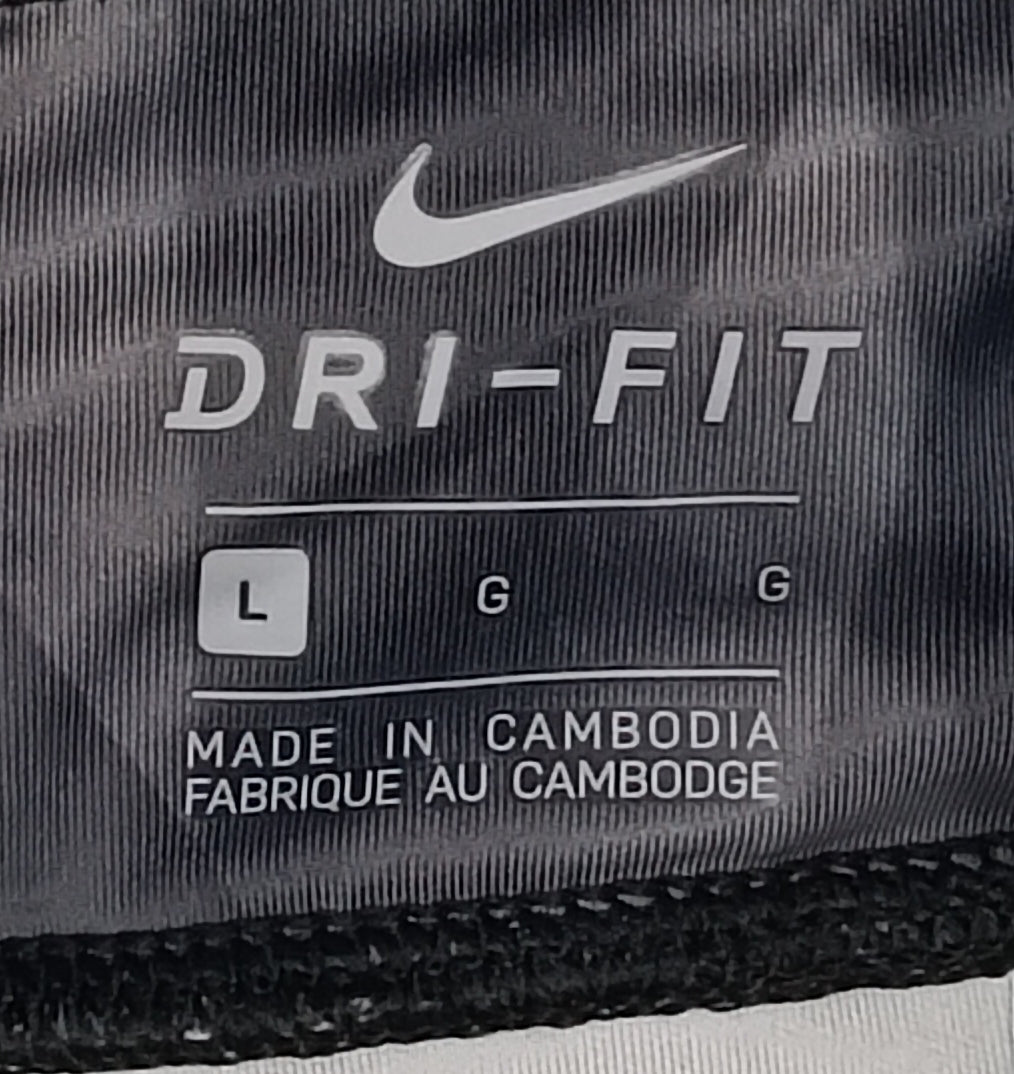 DRI-FIT
L G G
MADE IN CAMBODIA
FABRIQUE AU CAMBODGE